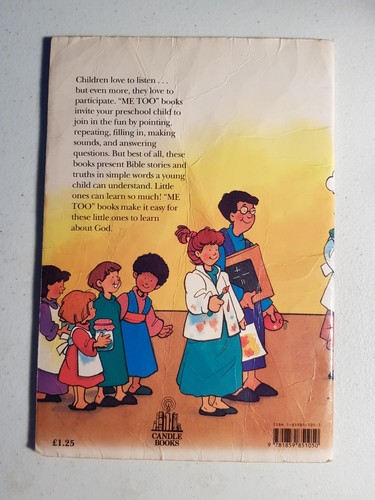 Children love to listen . . .
but even more, they love to
participate. "ME TOO" books
invite your preschool child to
join in the fun by pointing,
repeating, filling in, making
sounds, and answering
questions. But best of all, these
books present Bible stories and
truths in simple words a young
child can understand. Little
ones can learn so much! "ME
TOO" books make it easy for
these little ones to learn
about God.
£1.25
CANDLE
BOOKS
9 781859 851050